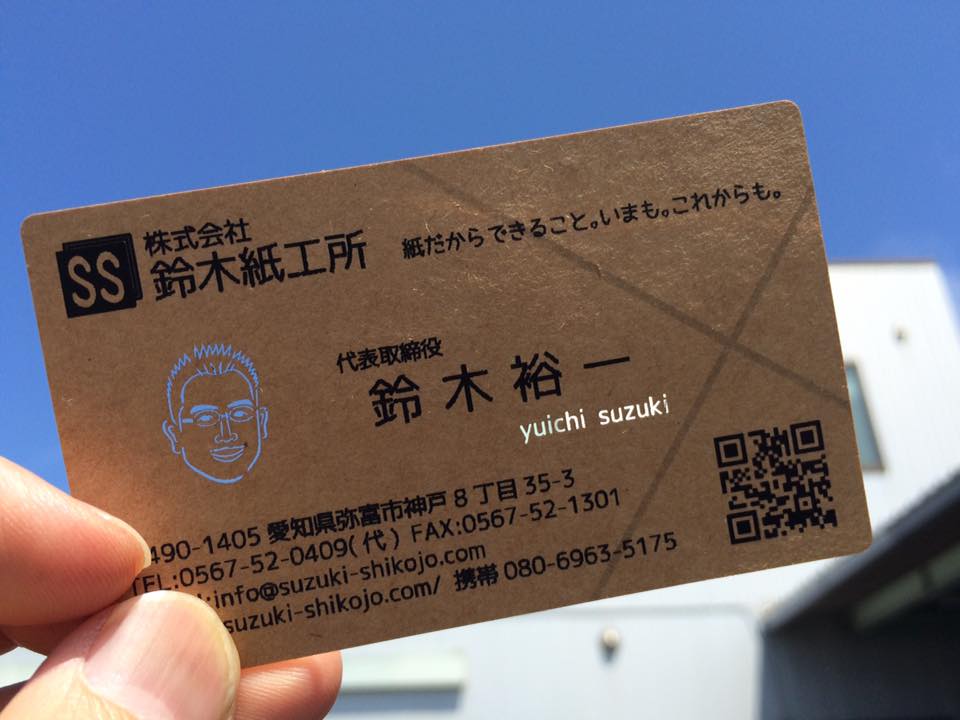 SS
株式会社
鈴木紙工所
紙だからできること。いまも。これからも。
代表取締役
鈴木裕一
yuichi suzuki
490-1405 愛知県弥富市神戸8丁目35-3
TEL:0567-52-0409(代) FAX:0567-52-1301
:info@suzuki-shikojo.com
suzuki-shikojo.com/ 携帯 080-6963-5175